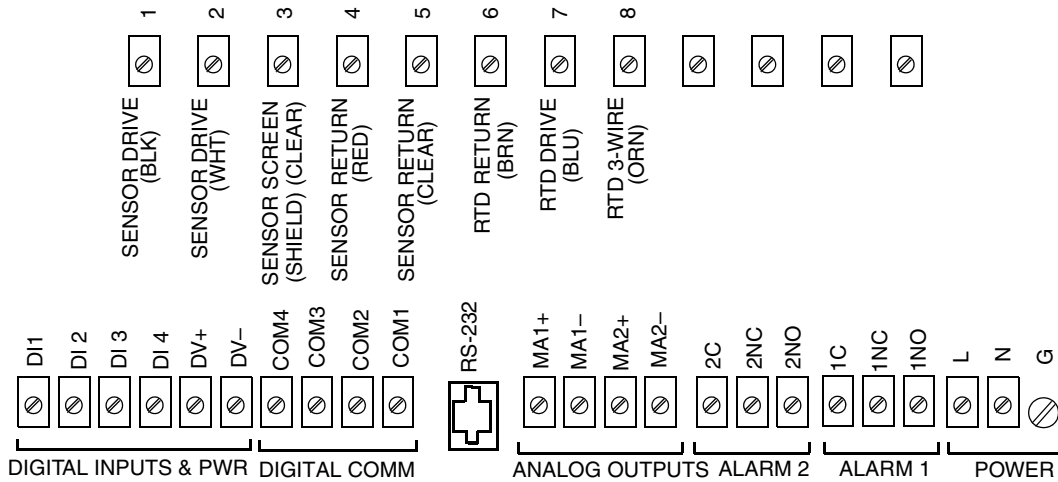 1 2 3 4 5 6 7 8
SENSOR DRIVE
(BLK)
SENSOR DRIVE
(WHT)
SENSOR SCREEN
(SHIELD) (CLEAR)
SENSOR RETURN
(RED)
SENSOR RETURN
(CLEAR)
RTD RETURN
(BRN)
RTD DRIVE
(BLU)
RTD 3-WIRE
(ORN)
DI1 DI 2 DI 3 DI 4 DV+ DV– COM4 COM3 COM2 COM1 RS-232 MA1+ MA1– MA2+ MA2– 2C 2NC 2NO 1C 1NC 1NO L N G
DIGITAL INPUTS & PWR DIGITAL COMM ANALOG OUTPUTS ALARM 2 ALARM 1 POWER